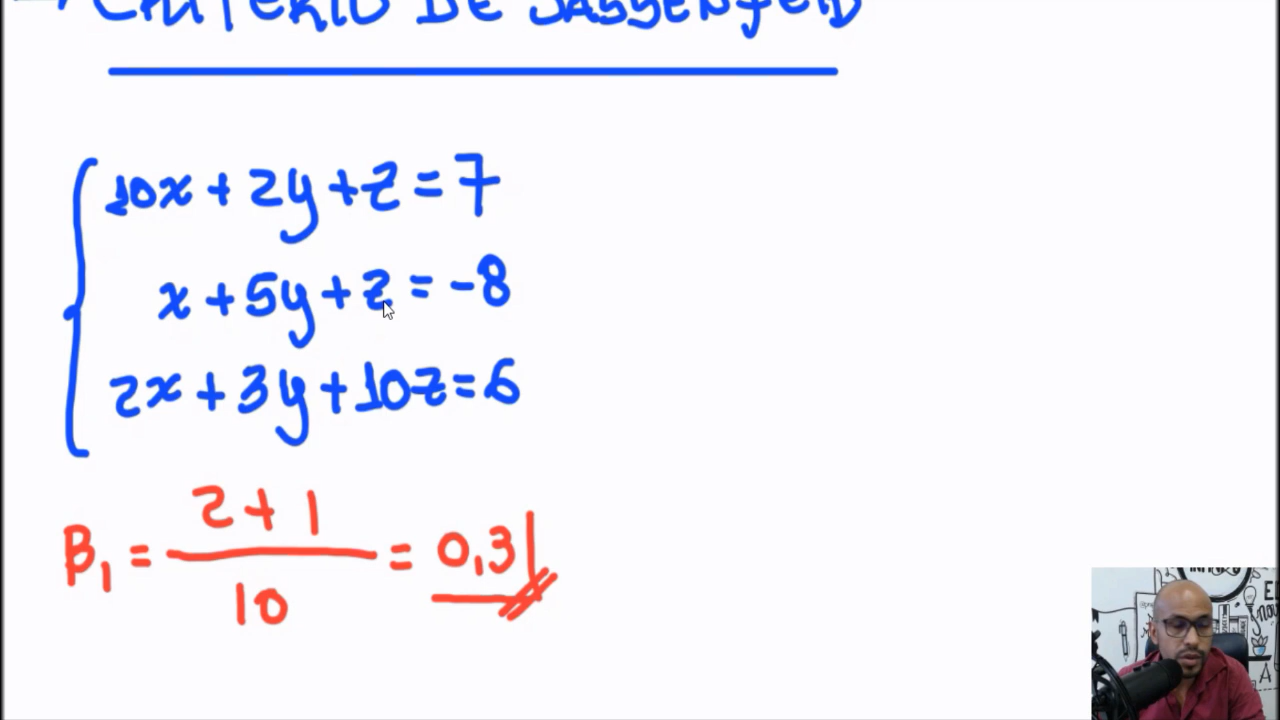 CRITÉRIO DE SASSENFELD
10x + 2y + z = 7
x + 5y + z = -8
2x + 3y + 10z = 6
B₁ = (2 + 1) / 10 = 0,3